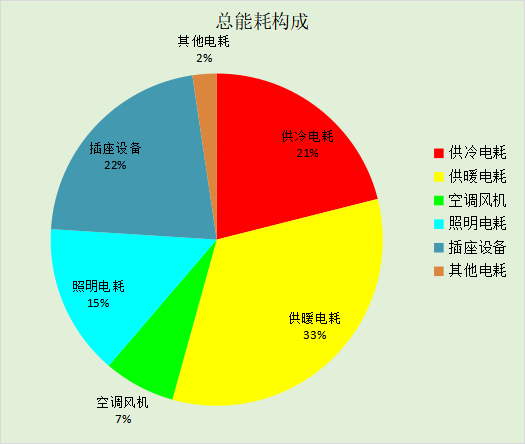 总能耗构成
其他电耗
2%
供冷电耗
21%
插座设备
22%
照明电耗
15%
供暖电耗
33%
空调风机
7%
供冷电耗
供暖电耗
空调风机
照明电耗
插座设备
其他电耗